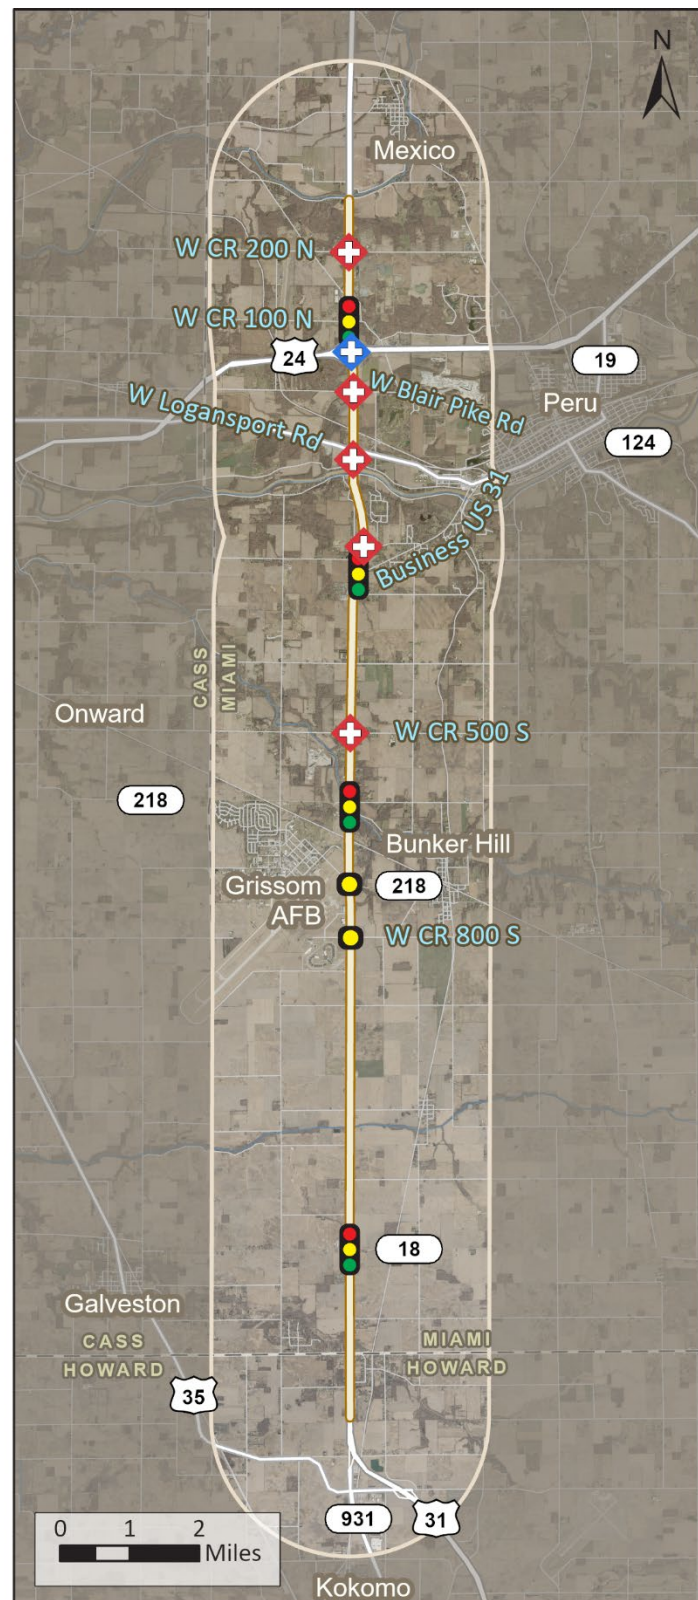 N
Mexico
W CR 200 N
W CR 100 N
24
19
W Blair Pike Rd
Peru
W Logansport Rd
124
Business US 31
CASS
MIAMI
Onward
W CR 500 S
218
Bunker Hill
Grissom
AFB
218
W CR 800 S
18
Galveston
CASS
HOWARD
MIAMI
HOWARD
35
0 1 2
Miles
931
31
Kokomo